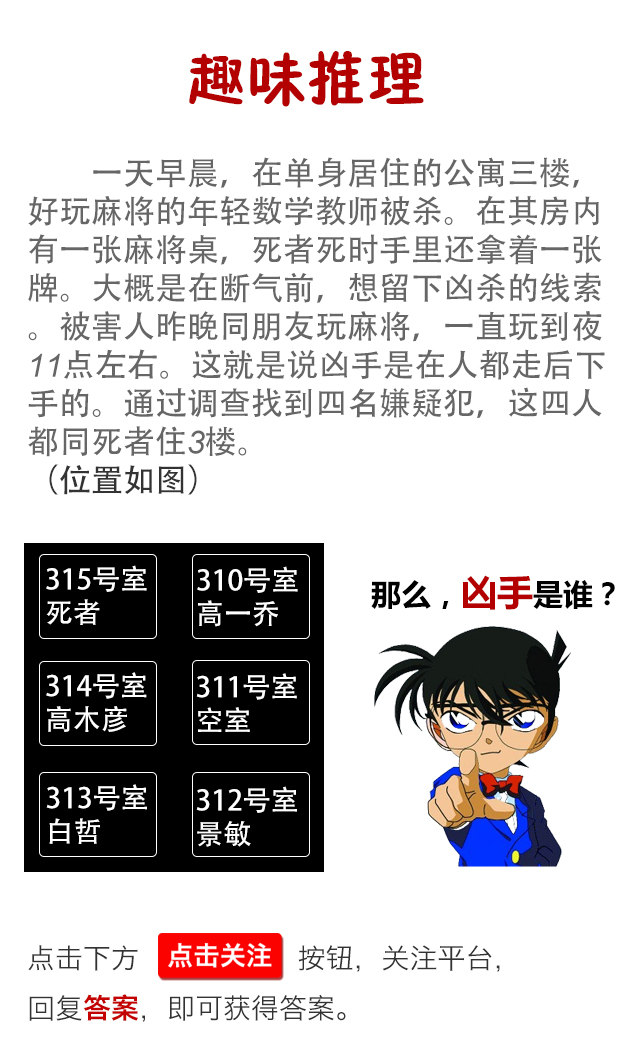 趣味推理
一天早晨，在单身居住的公寓三楼，
好玩麻将的年轻数学教师被杀。在其房内
有一张麻将桌，死者死时手里还拿着一张
牌。大概是在断气前，想留下凶杀的线索
。被害人昨晚同朋友玩麻将，一直玩到夜
11点左右。这就是说凶手是在人都走后下
手的。通过调查找到四名嫌疑犯，这四人
都同死者住3楼。
（位置如图）
315号室
死者
310号室
高一乔
314号室
高木彦
311号室
空室
313号室
白哲
312号室
景敏
那么，凶手是谁？
点击下方 点击关注 按钮，关注平台，
回复答案，即可获得答案。